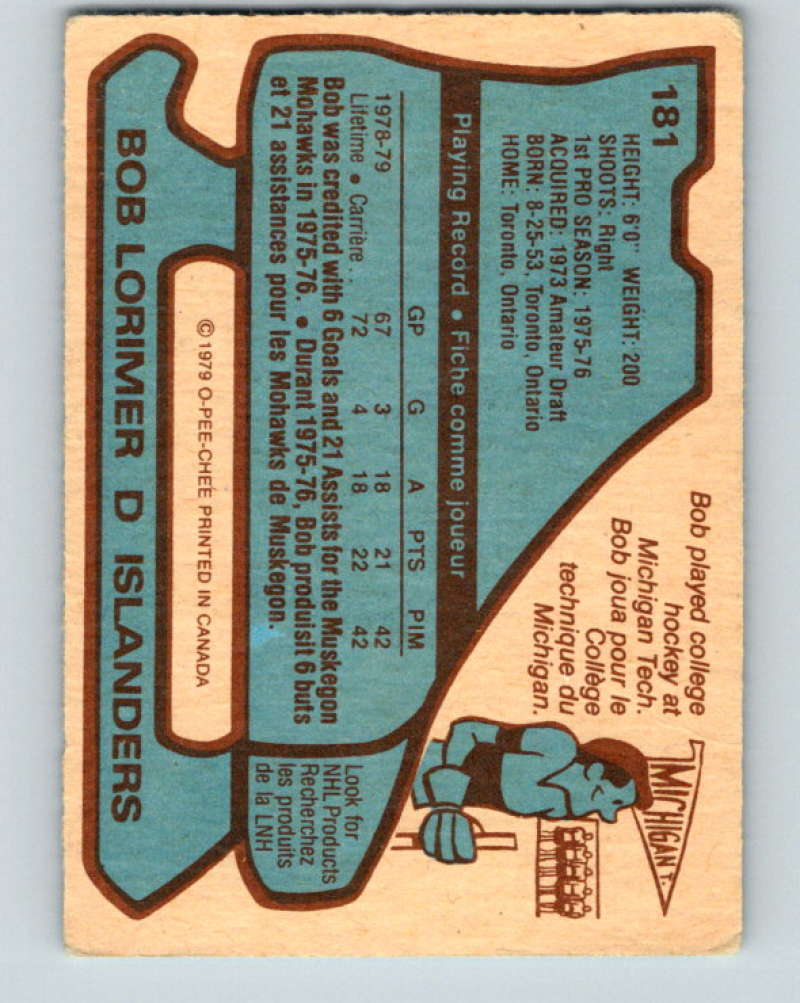 181
HEIGHT: 6'0" WEIGHT: 200
SHOOTS: Right
1st PRO SEASON: 1975-76
ACQUIRED: 1973 Amateur Draft
BORN: 8-25-53, Toronto, Ontario
HOME: Toronto, Ontario
Bob played college
hockey at
Michigan Tech.
Bob joua pour le
Collège
technique du
Michigan.
MICHIGAN T.
Playing Record • Fiche comme joueur
GP G A PTS PIM
1978-79 67 3 18 21 42
Lifetime • Carrière .. 72 4 18 22 42
Bob was credited with 6 Goals and 21 Assists for the Muskegon
Mohawks in 1975-76. • Durant 1975-76, Bob produisit 6 buts
et 21 assistances pour les Mohawks de Muskegon.
Look for
NHL Products
Recherchez
les produits
de la LNH
© 1979 O-PEE-CHEE PRINTED IN CANADA
BOB LORIMER D ISLANDERS